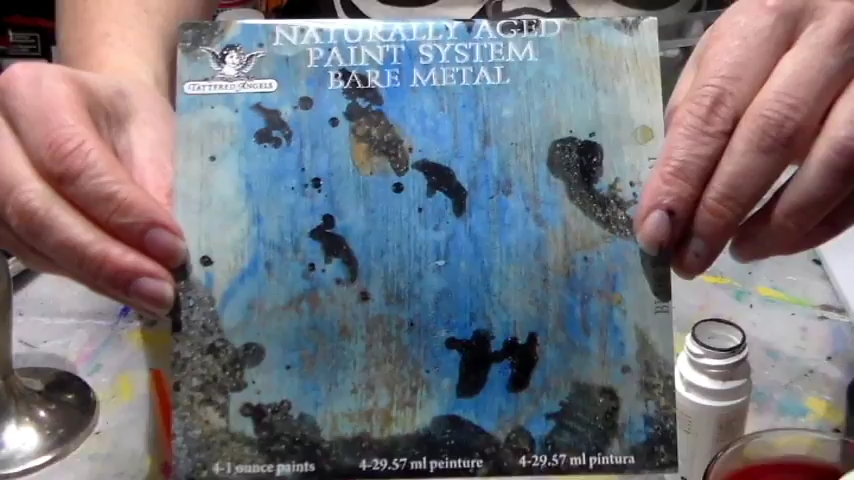 NATURALLY AGED
PAINT SYSTEM
BARE METAL
TATTERED ANGELS
4-1 ounce paints
4-29.57 ml peinture
4-29.57 ml pintura